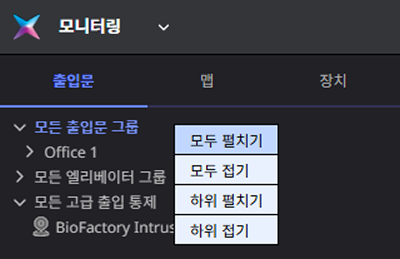 모니터링
출입문 맵 장치
모든 출입문 그룹
Office 1
모든 엘리베이터 그룹
모든 고급 출입 통제
BioFactory Intrus
모두 펼치기
모두 접기
하위 펼치기
하위 접기